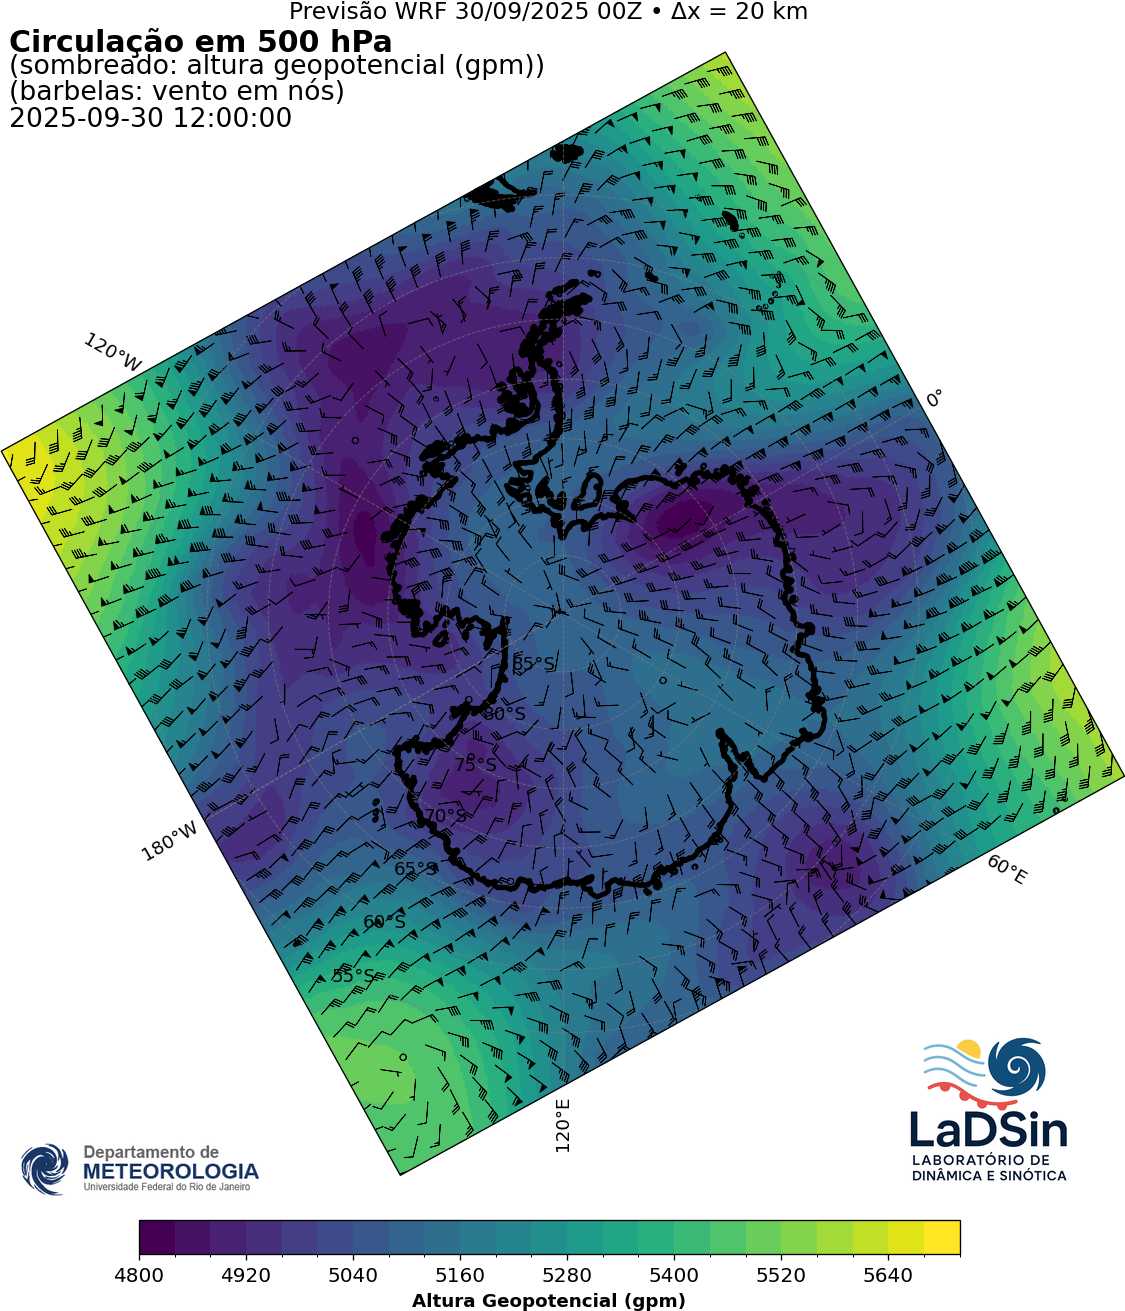 Previsão WRF 30/09/2025 00Z • Δx = 20 km
Circulação em 500 hPa
(sombreado: altura geopotencial (gpm))
(barbelas: vento em nós)
2025-09-30 12:00:00
120°W
0°
85°S
80°S
75°S
70°S
180°W
65°S
60°E
60°S
55°S
120°E
LaDSin
LABORATÓRIO DE
DINÂMICA E SINÓTICA
Departamento de
METEOROLOGIA
Universidade Federal do Rio de Janeiro
4800 4920 5040 5160 5280 5400 5520 5640
Altura Geopotencial (gpm)